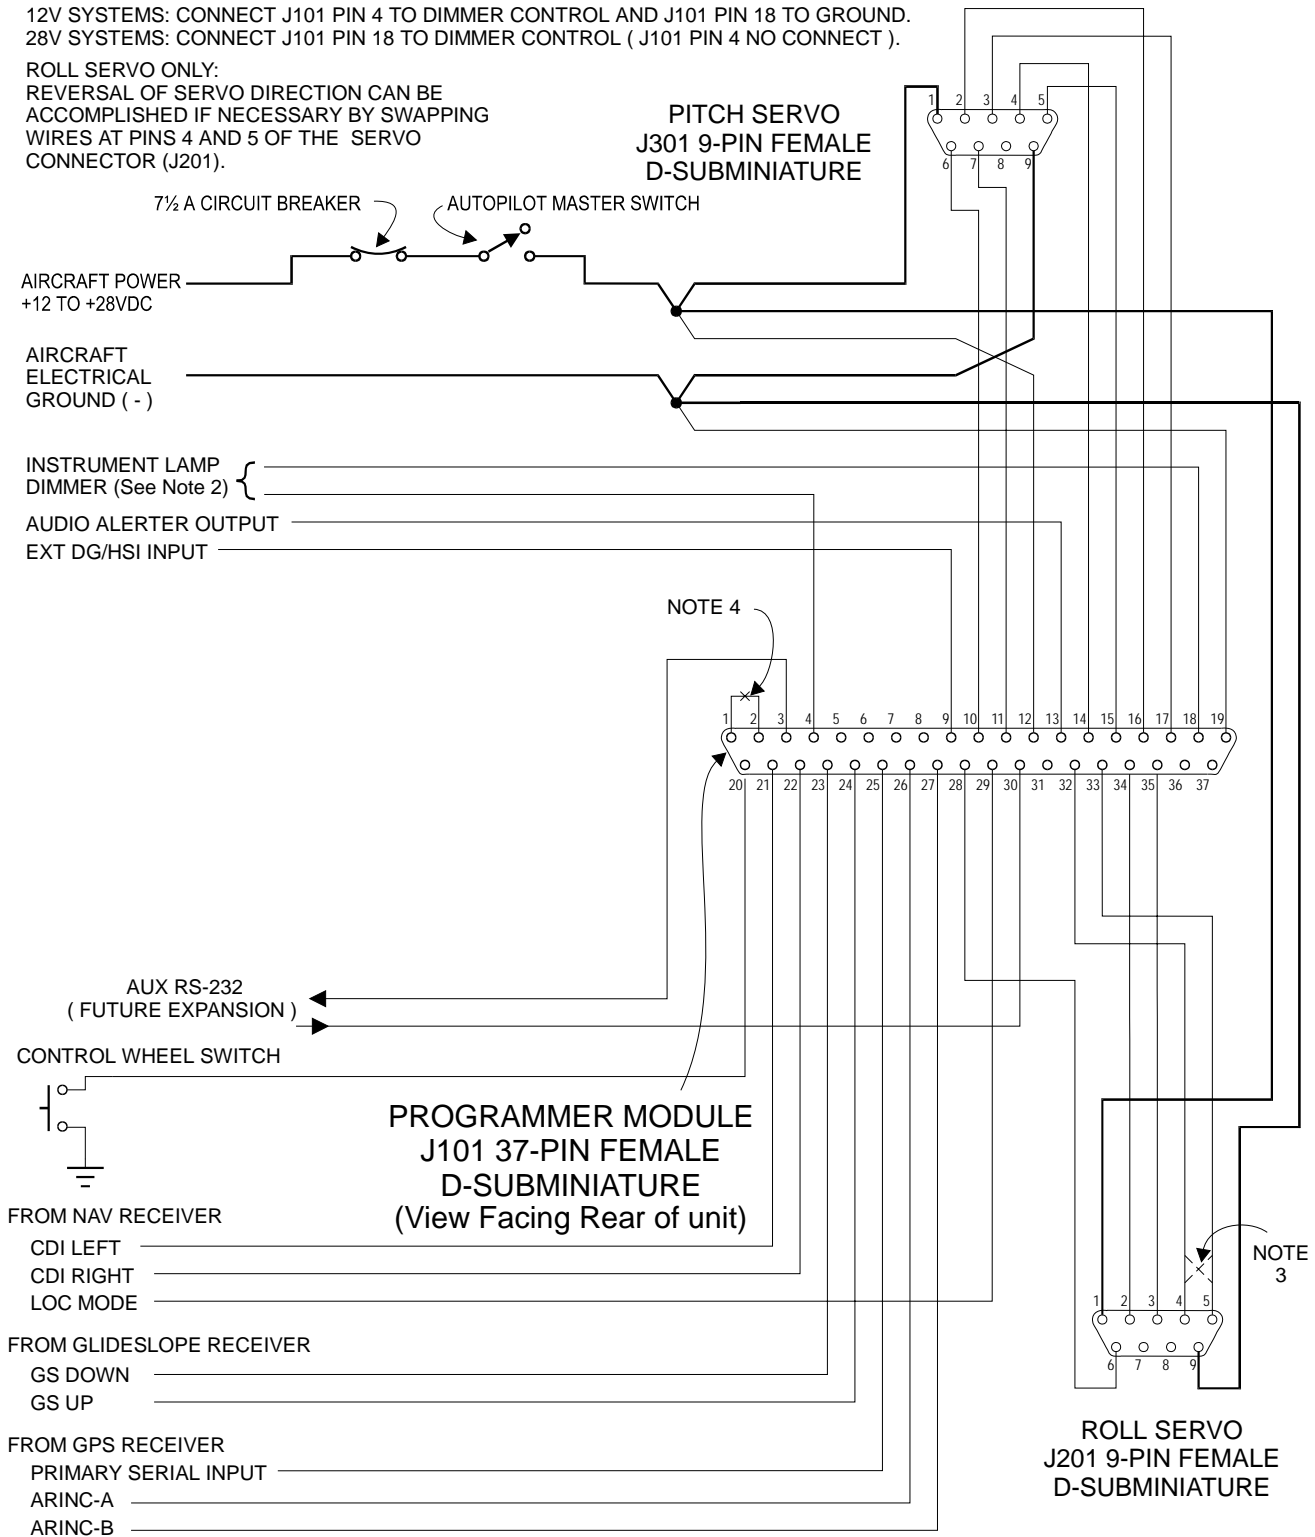 12V SYSTEMS: CONNECT J101 PIN 4 TO DIMMER CONTROL AND J101 PIN 18 TO GROUND.
28V SYSTEMS: CONNECT J101 PIN 18 TO DIMMER CONTROL ( J101 PIN 4 NO CONNECT ).
ROLL SERVO ONLY:
REVERSAL OF SERVO DIRECTION CAN BE
ACCOMPLISHED IF NECESSARY BY SWAPPING
WIRES AT PINS 4 AND 5 OF THE SERVO
CONNECTOR (J201).
PITCH SERVO
J301 9-PIN FEMALE
D-SUBMINIATURE
1 2 3 4 5
6 7 8 9
7½ A CIRCUIT BREAKER
AUTOPILOT MASTER SWITCH
AIRCRAFT POWER
+12 TO +28VDC
AIRCRAFT
ELECTRICAL
GROUND ( - )
INSTRUMENT LAMP
DIMMER (See Note 2)
AUDIO ALERTER OUTPUT
EXT DG/HSI INPUT
NOTE 4
1 2 3 4 5 6 7 8 9 10 11 12 13 14 15 16 17 18 19
20 21 22 23 24 25 26 27 28 29 30 31 32 33 34 35 36 37
AUX RS-232
( FUTURE EXPANSION )
CONTROL WHEEL SWITCH
PROGRAMMER MODULE
J101 37-PIN FEMALE
D-SUBMINIATURE
(View Facing Rear of unit)
FROM NAV RECEIVER
CDI LEFT
CDI RIGHT
LOC MODE
NOTE
3
1 2 3 4 5
6 7 8 9
FROM GLIDESLOPE RECEIVER
GS DOWN
GS UP
ROLL SERVO
J201 9-PIN FEMALE
D-SUBMINIATURE
FROM GPS RECEIVER
PRIMARY SERIAL INPUT
ARINC-A
ARINC-B